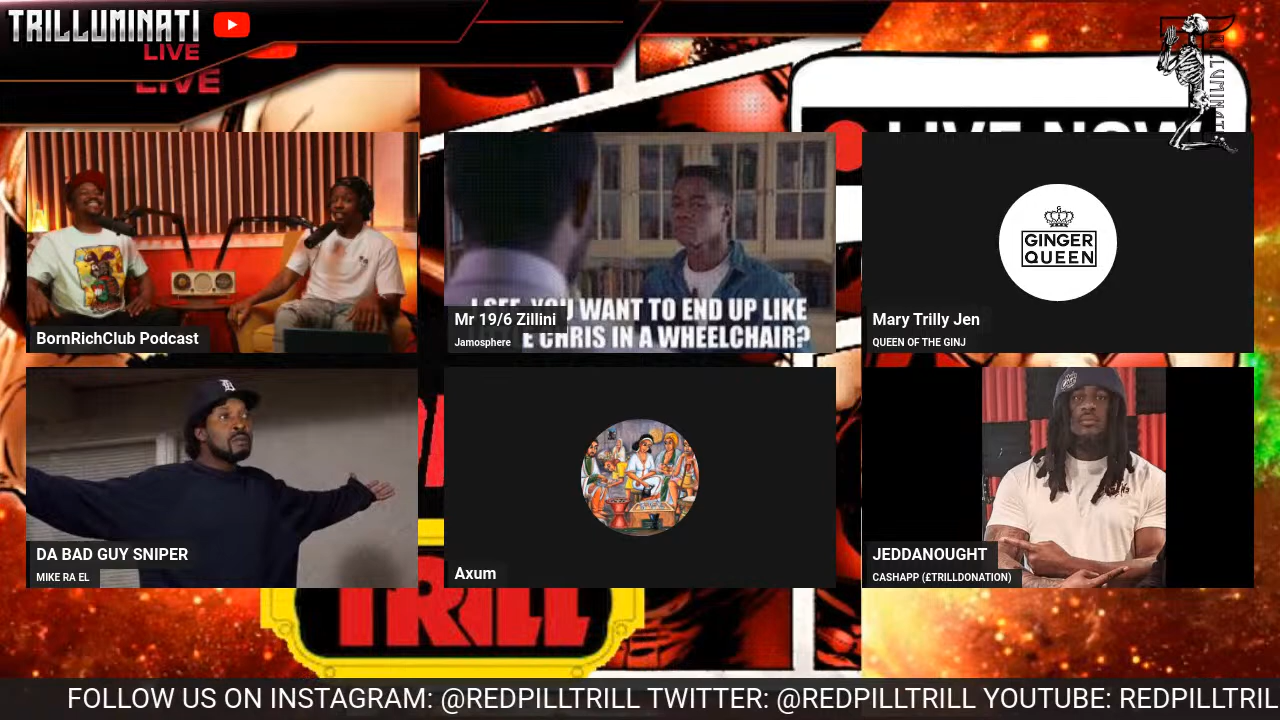 TRILLUMINATI
LIVE
LIVE
TRILLUMINATI
LIVE NOW
BornRichClub Podcast
I SEE, YOU WANT TO END UP LIKE
E CHRIS IN A WHEELCHAIR?
Mr 19/6 Zillini
Jamosphere
GINGER
QUEEN
Mary Trilly Jen
QUEEN OF THE GINJ
DA BAD GUY SNIPER
MIKE RA EL
Axum
JEDDANOUGHT
CASHAPP (£TRILLDONATION)
TRILL
FOLLOW US ON INSTAGRAM: @REDPILLTRILL TWITTER: @REDPILLTRILL YOUTUBE: REDPILLTRIL